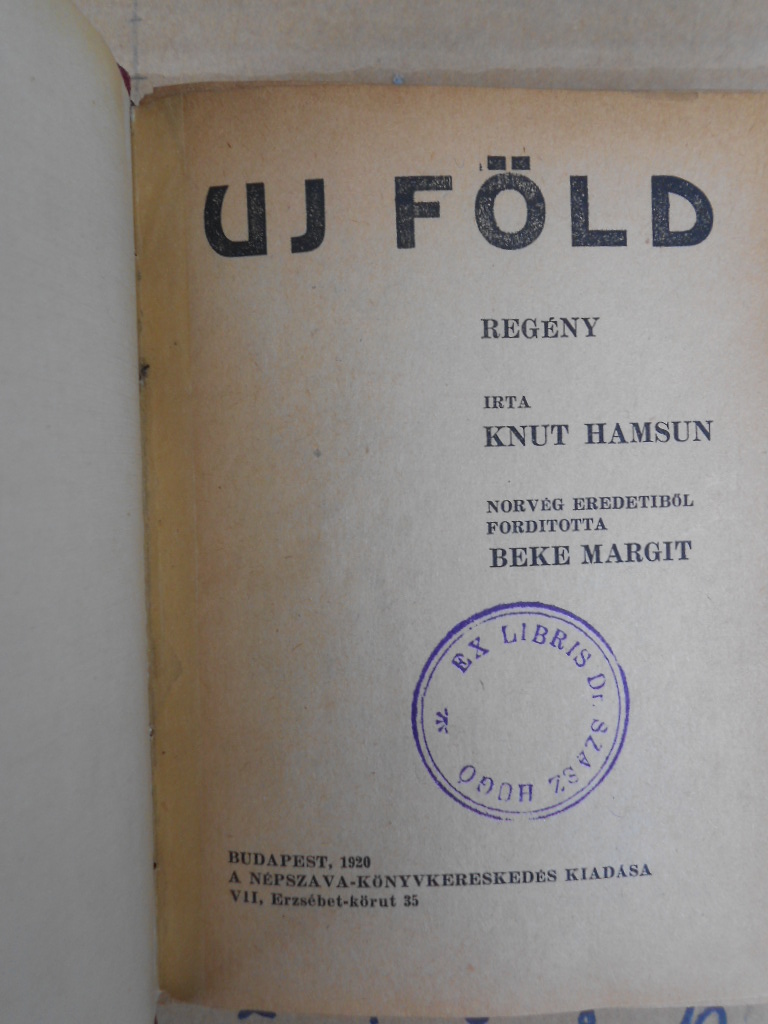 UJ FÖLD
REGÉNY
IRTA
KNUT HAMSUN
NORVÉG EREDETIBŐL
FORDITOTTA
BEKE MARGIT
EX LIBRIS Dr. SZASZ HUGÓ
BUDAPEST, 1920
A NÉPSZAVA-KÖNYVKERESKEDÉS KIADÁSA
VII, Erzsébet-körut 35